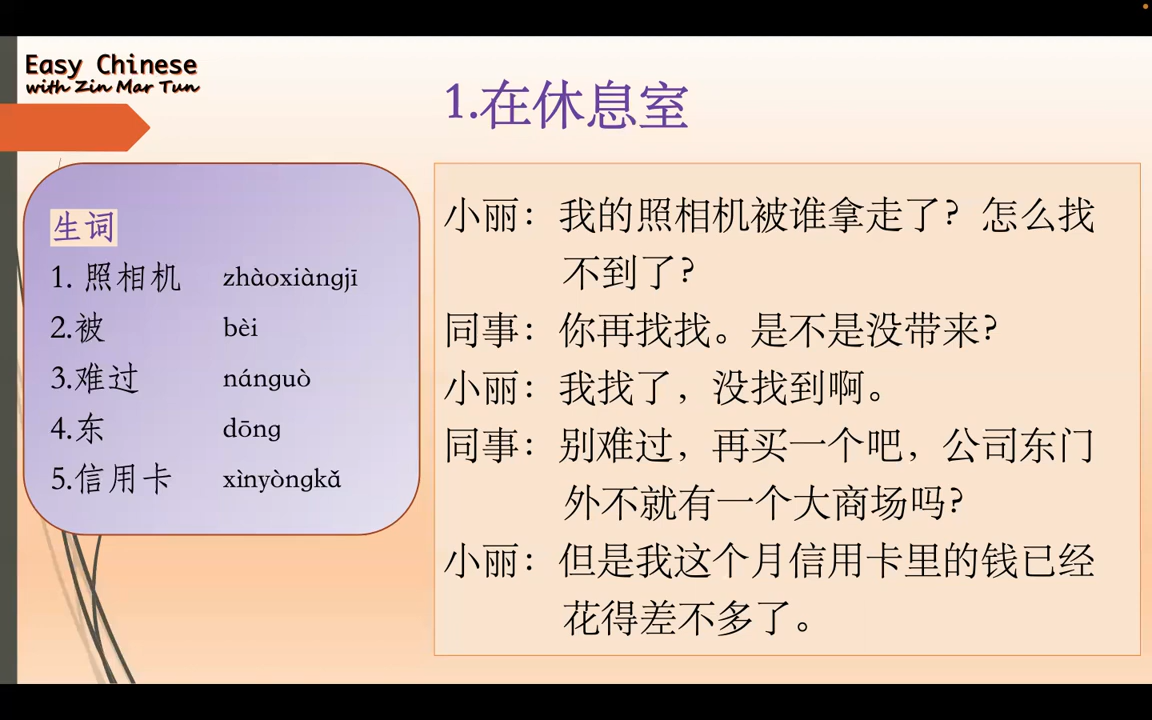 Easy Chinese
with Zin Mar Tun
1.在休息室
生词
1. 照相机 zhàoxiàngjī
2.被 bèi
3.难过 nánguò
4.东 dōng
5.信用卡 xìnyòngkǎ
小丽：我的照相机被谁拿走了？怎么找
不到了？
同事：你再找找。是不是没带来？
小丽：我找了，没找到啊。
同事：别难过，再买一个吧，公司东门
外不就有一个大商场吗？
小丽：但是我这个月信用卡里的钱已经
花得差不多了。